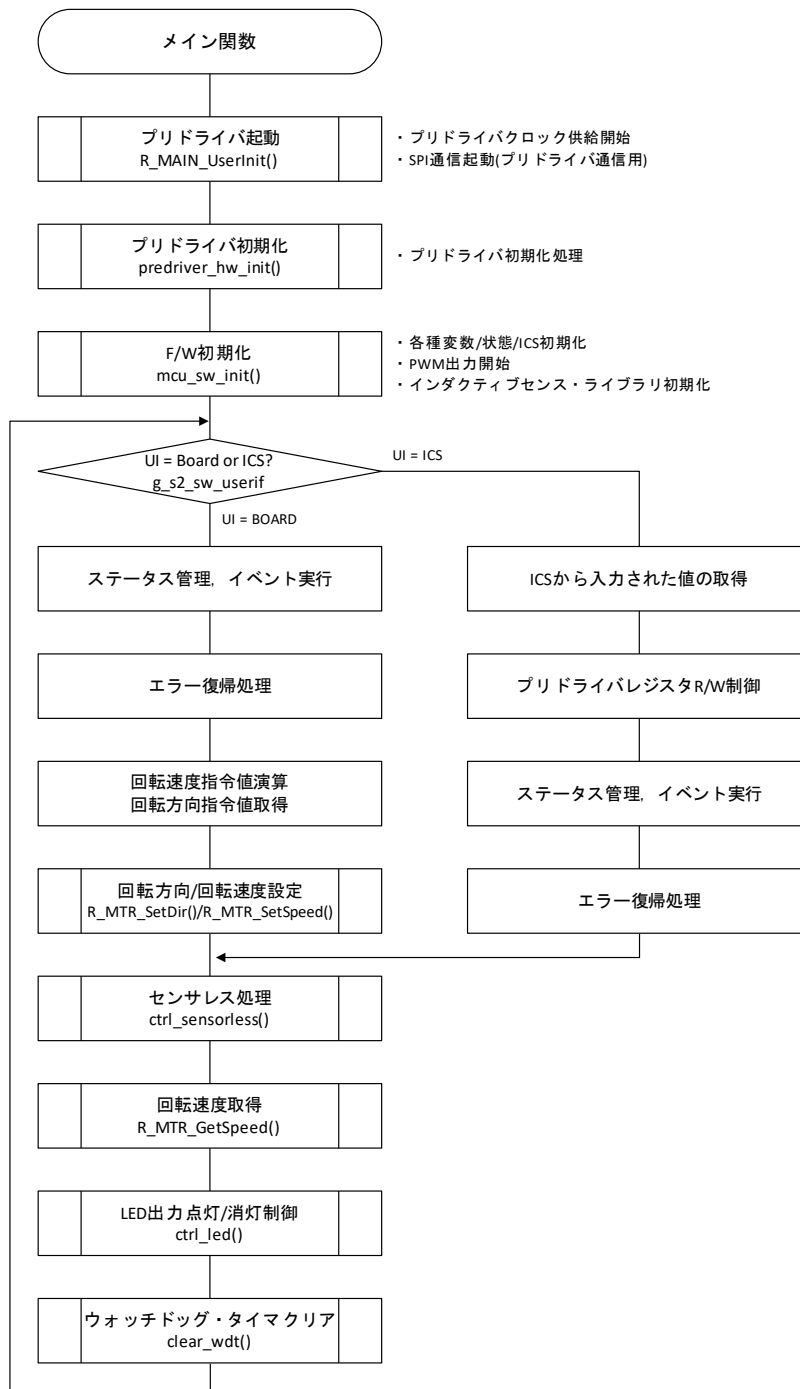 メイン関数
プリドライバ起動
R_MAIN_UserInit()
・プリドライバクロック供給開始
・SPI通信起動(プリドライバ通信用)
プリドライバ初期化
predriver_hw_init()
・プリドライバ初期化処理
F/W初期化
mcu_sw_init()
・各種変数/状態/ICS初期化
・PWM出力開始
・インダクティブセンス・ライブラリ初期化
UI = Board or ICS?
g_s2_sw_userif
UI = ICS
UI = BOARD
ステータス管理，イベント実行
エラー復帰処理
回転速度指令値演算
回転方向指令値取得
回転方向/回転速度設定
R_MTR_SetDir()/R_MTR_SetSpeed()
ICSから入力された値の取得
プリドライバレジスタR/W制御
ステータス管理，イベント実行
エラー復帰処理
センサレス処理
ctrl_sensorless()
回転速度取得
R_MTR_GetSpeed()
LED出力点灯/消灯制御
ctrl_led()
ウォッチドッグ・タイマクリア
clear_wdt()